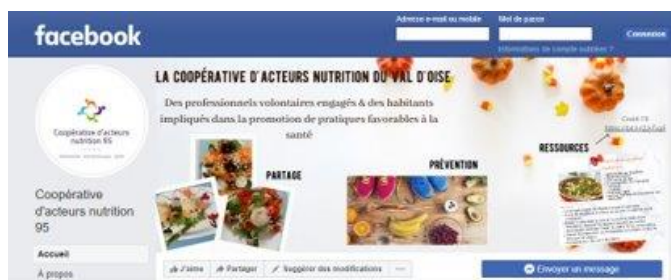 facebook
Adresse e-mail ou mobile
Mot de passe
Connexion
Informations de compte oubliées ?
LA COOPÉRATIVE D'ACTEURS NUTRITION DU VAL D'OISE
Des professionnels volontaires engagés & des habitants
impliqués dans la promotion de pratiques favorables à la
santé
Coopérative d'acteurs
nutrition 95
PARTAGE
PRÉVENTION
RESSOURCES
Covid-19
Coopérative
d'acteurs nutrition
95
Accueil
À propos
J'aime
Partager
Suggérer des modifications
...
Envoyer un message